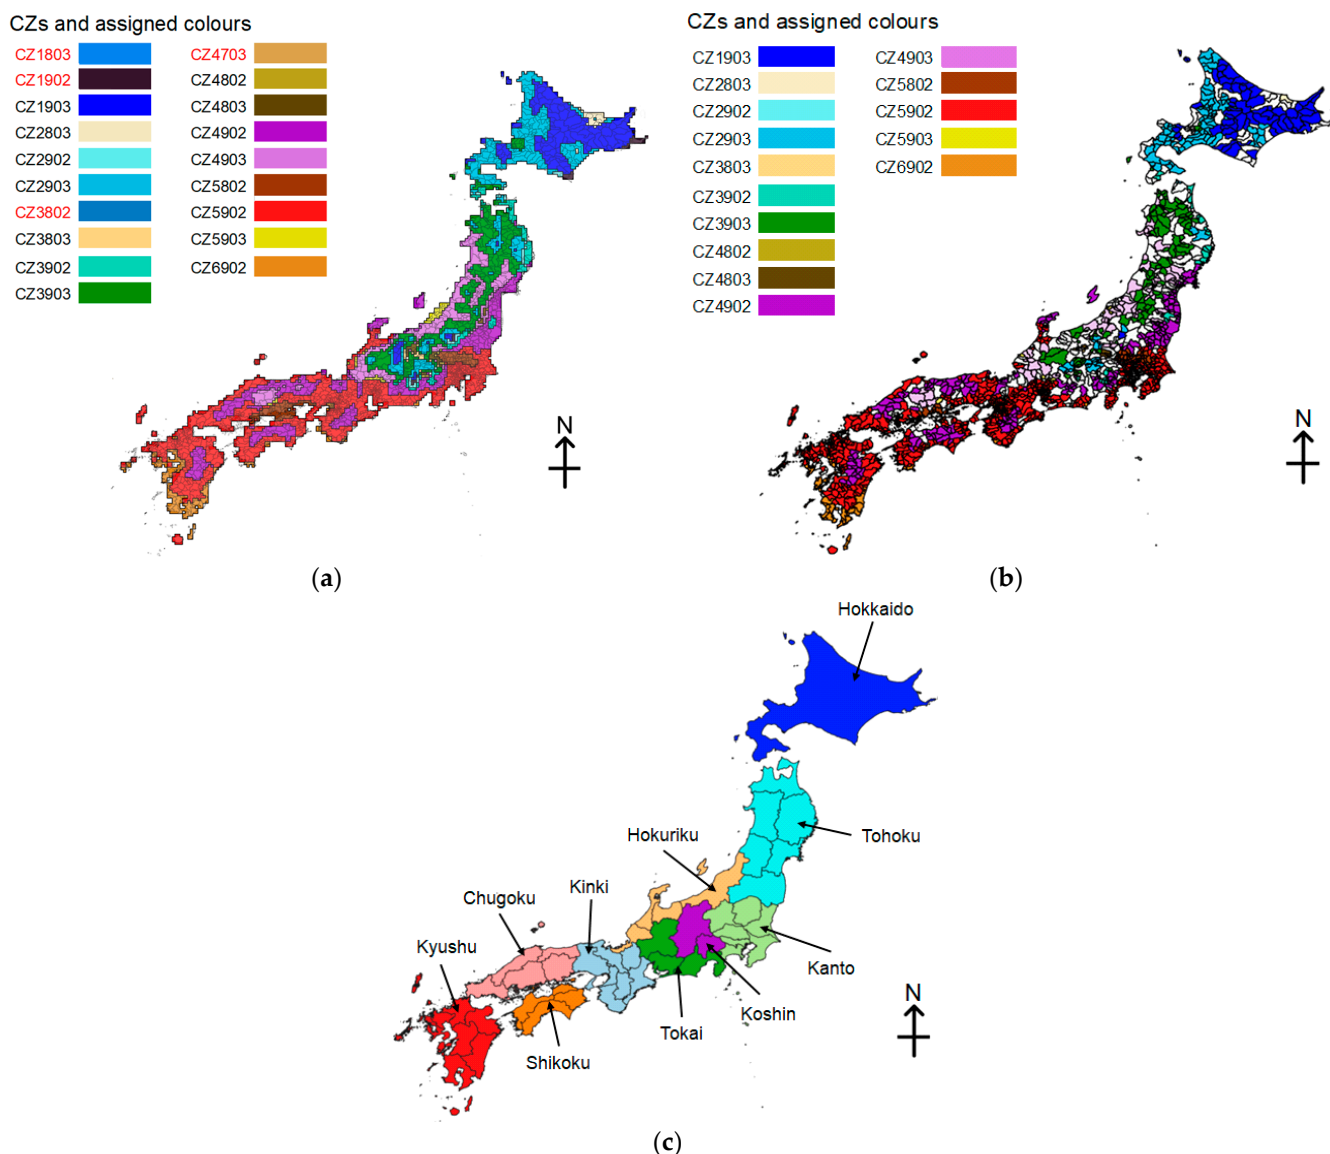 CZs and assigned colours
CZ1803
CZ1902
CZ1903
CZ2803
CZ2902
CZ2903
CZ3802
CZ3803
CZ3902
CZ3903
CZ4703
CZ4802
CZ4803
CZ4902
CZ4903
CZ5802
CZ5902
CZ5903
CZ6902
N
(a)
CZs and assigned colours
CZ1903
CZ2803
CZ2902
CZ2903
CZ3803
CZ3902
CZ3903
CZ4802
CZ4803
CZ4902
CZ4903
CZ5802
CZ5902
CZ5903
CZ6902
N
(b)
Hokkaido
Hokuriku
Tohoku
Kinki
Chugoku
Kyushu
Kanto
Koshin
Tokai
Shikoku
N
(c)